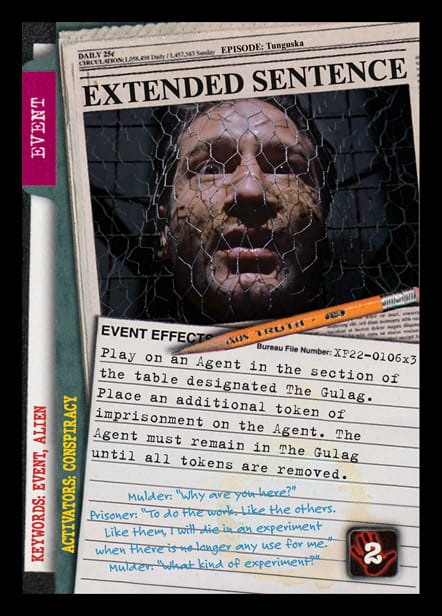 DAILY 25¢
CIRCULATION: 1,058,498 Daily / 1,457,583 Sunday
EPISODE: Tunguska
EXTENDED SENTENCE
EVENT
TRUTH
EVENT EFFECTS
Bureau File Number: XF22-0106x3
Play on an Agent in the section of
the table designated The Gulag.
Place an additional token of
imprisonment on the Agent. The
Agent must remain in The Gulag
until all tokens are removed.
Mulder: "Why are you here?"
Prisoner: "To do the work. Like the others.
Like them, I will die in an experiment
when there is no longer any use for me."
Mulder: "What kind of experiment?"
2
KEYWORDS: EVENT, ALIEN
ACTIVATORS: CONSPIRACY